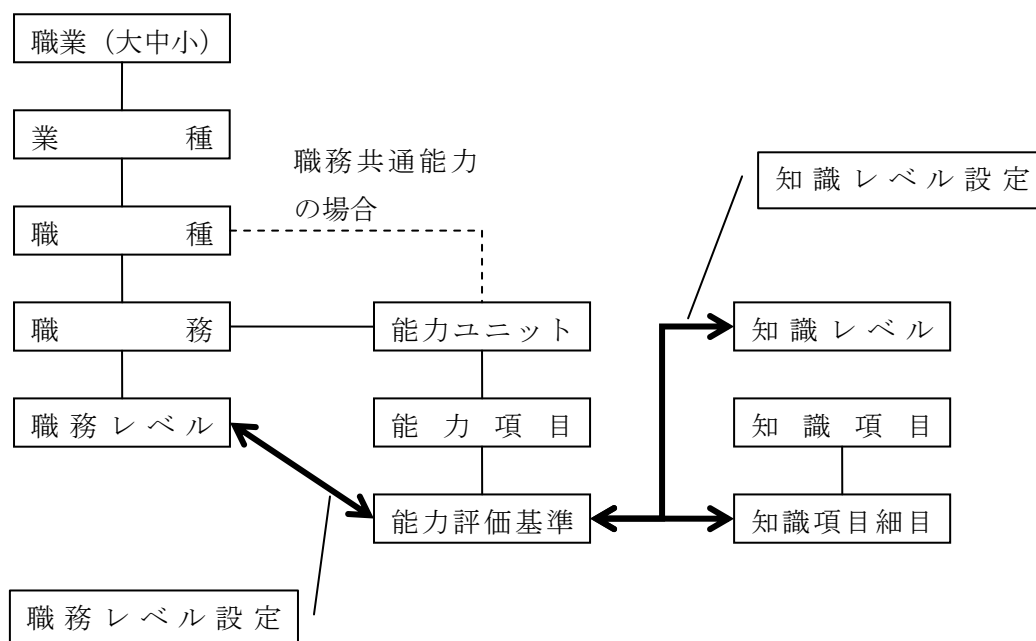 職業（大中小）
業種
職務共通能力
の場合
知識レベル設定
職種
職務
能力ユニット
知識レベル
職務レベル
能力項目
知識項目
能力評価基準
知識項目細目
職務レベル設定